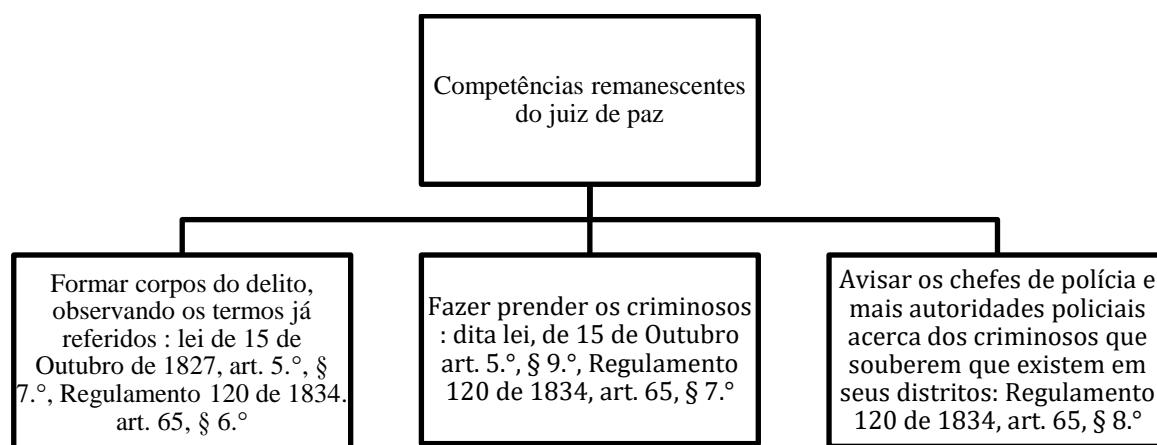 Competências remanescentes
do juiz de paz
Formar corpos do delito,
observando os termos já
referidos : lei de 15 de
Outubro de 1827, art. 5.°, §
7.°, Regulamento 120 de 1834.
art. 65, § 6.°
Fazer prender os criminosos
: dita lei, de 15 de Outubro
art. 5.°, § 9.°, Regulamento
120 de 1834, art. 65, § 7.°
Avisar os chefes de polícia e
mais autoridades policiais
acerca dos criminosos que
souberem que existem em
seus distritos: Regulamento
120 de 1834, art. 65, § 8.°